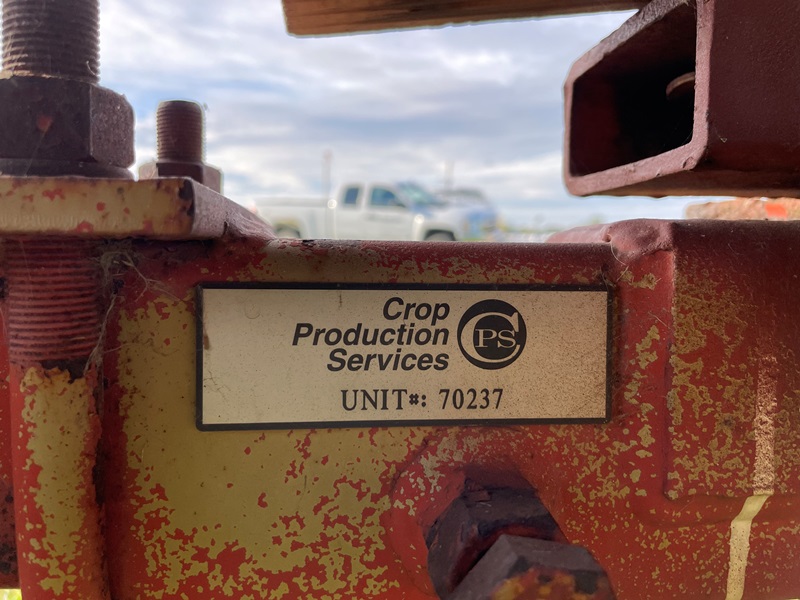 Crop
Production
Services
CPS
UNIT#: 70237